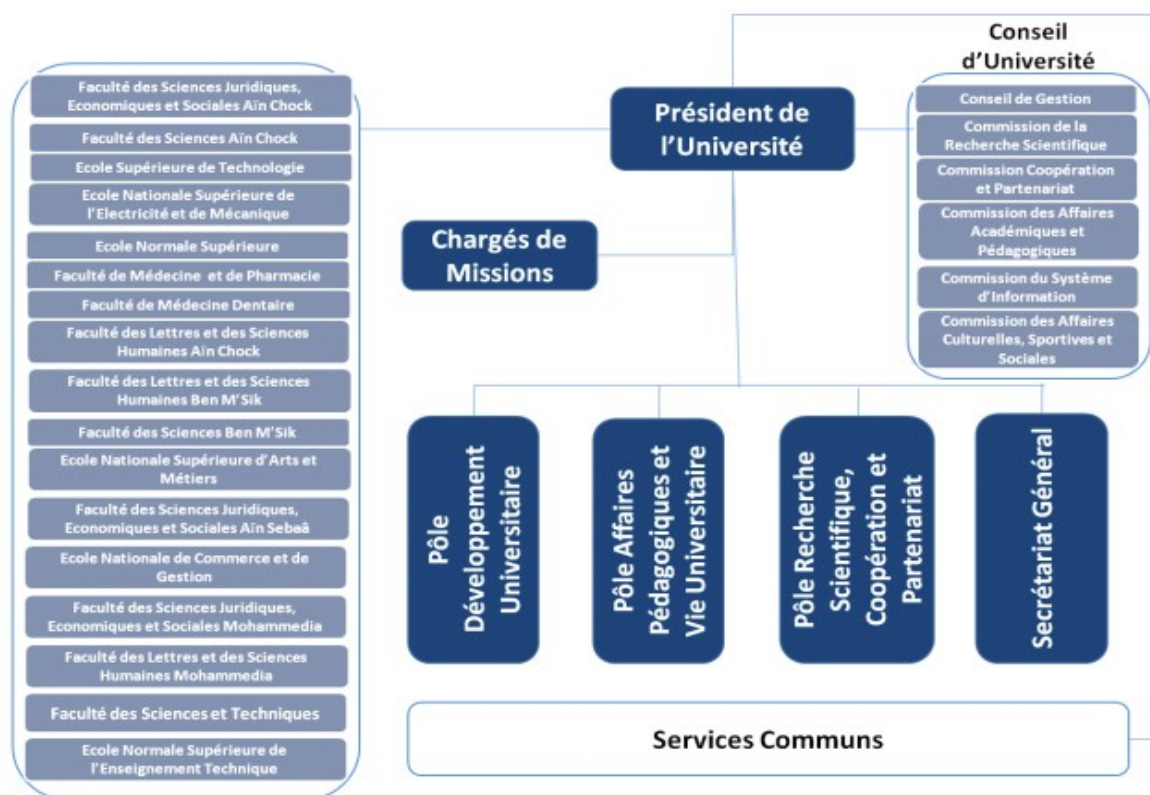 Conseil
d'Université
Faculté des Sciences Juridiques,
Economiques et Sociales Aïn Chock
Faculté des Sciences Aïn Chock
Ecole Supérieure de Technologie
Ecole Nationale Supérieure de
l'Electricité et de Mécanique
Ecole Normale Supérieure
Faculté de Médecine et de Pharmacie
Faculté de Médecine Dentaire
Faculté des Lettres et des Sciences
Humaines Aïn Chock
Faculté des Lettres et des Sciences
Humaines Ben M'Sik
Faculté des Sciences Ben M'Sik
Ecole Nationale Supérieure d'Arts et
Métiers
Faculté des Sciences Juridiques,
Economiques et Sociales Aïn Sebaâ
Ecole Nationale de Commerce et de
Gestion
Faculté des Sciences Juridiques,
Economiques et Sociales Mohammedia
Faculté des Lettres et des Sciences
Humaines Mohammedia
Faculté des Sciences et Techniques
Ecole Normale Supérieure de
l'Enseignement Technique
Président de
l'Université
Chargés de
Missions
Conseil de Gestion
Commission de la
Recherche Scientifique
Commission Coopération
et Partenariat
Commission des Affaires
Académiques et
Pédagogiques
Commission du Système
d'Information
Commission des Affaires
Culturelles, Sportives et
Sociales
Pôle
Développement
Universitaire
Pôle Affaires
Pédagogiques et
Vie Universitaire
Pôle Recherche
Scientifique,
Coopération et
Partenariat
Secrétariat Général
Services Communs